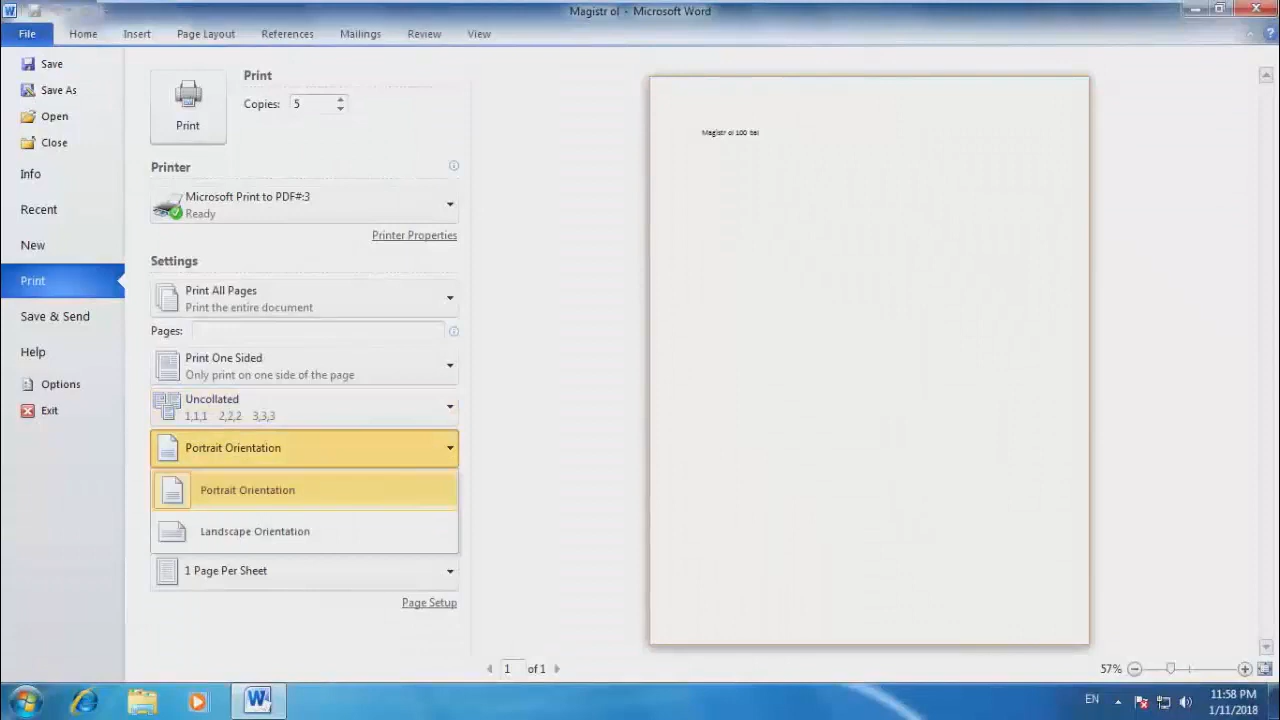 Magistr ol - Microsoft Word
File Home Insert Page Layout References Mailings Review View
Save
Save As
Open
Close
Info
Recent
New
Print
Save & Send
Help
Options
Exit
Print
Print
Copies: 5
Printer
Microsoft Print to PDF#:3
Ready
Printer Properties
Settings
Print All Pages
Print the entire document
Pages:
Print One Sided
Only print on one side of the page
Uncollated
1,1,1 2,2,2 3,3,3
Portrait Orientation
Portrait Orientation
Landscape Orientation
1 Page Per Sheet
Page Setup
Magistr ol 100 bal
1 of 1
57%
EN
11:58 PM
1/11/2018